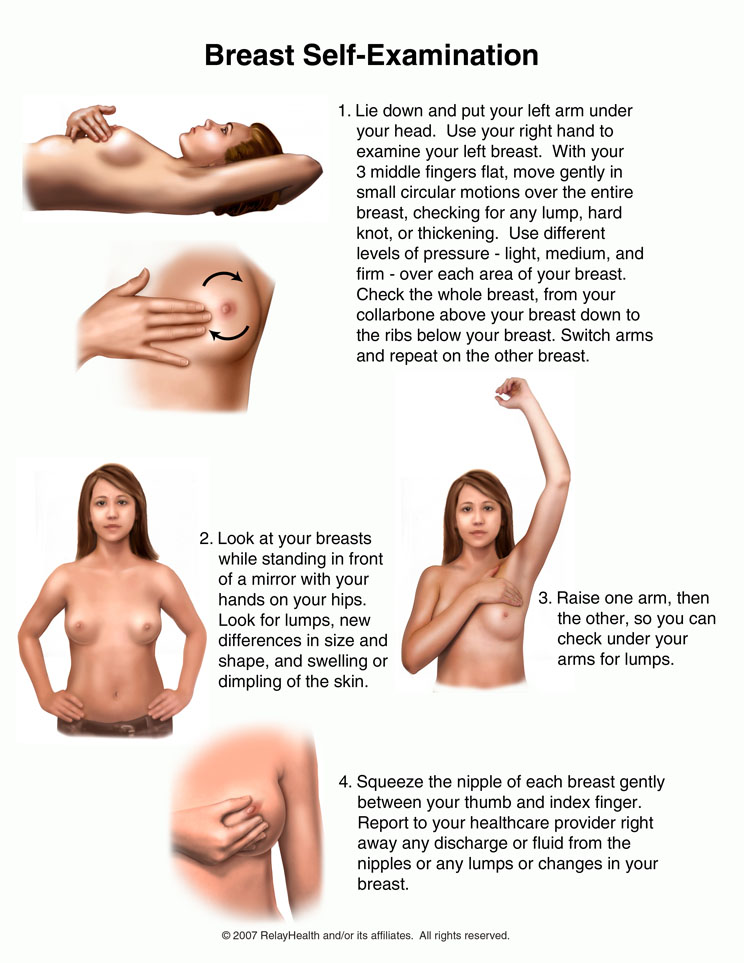 Breast Self-Examination
1. Lie down and put your left arm under
your head.  Use your right hand to
examine your left breast.  With your
3 middle fingers flat, move gently in
small circular motions over the entire
breast, checking for any lump, hard
knot, or thickening.  Use different
levels of pressure - light, medium, and
firm - over each area of your breast.
Check the whole breast, from your
collarbone above your breast down to
the ribs below your breast. Switch arms
and repeat on the other breast.
2. Look at your breasts
while standing in front
of a mirror with your
hands on your hips.
Look for lumps, new
differences in size and
shape, and swelling or
dimpling of the skin.
3. Raise one arm, then
the other, so you can
check under your
arms for lumps.
4. Squeeze the nipple of each breast gently
between your thumb and index finger.
Report to your healthcare provider right
away any discharge or fluid from the
nipples or any lumps or changes in your
breast.
© 2007 RelayHealth and/or its affiliates.  All rights reserved.